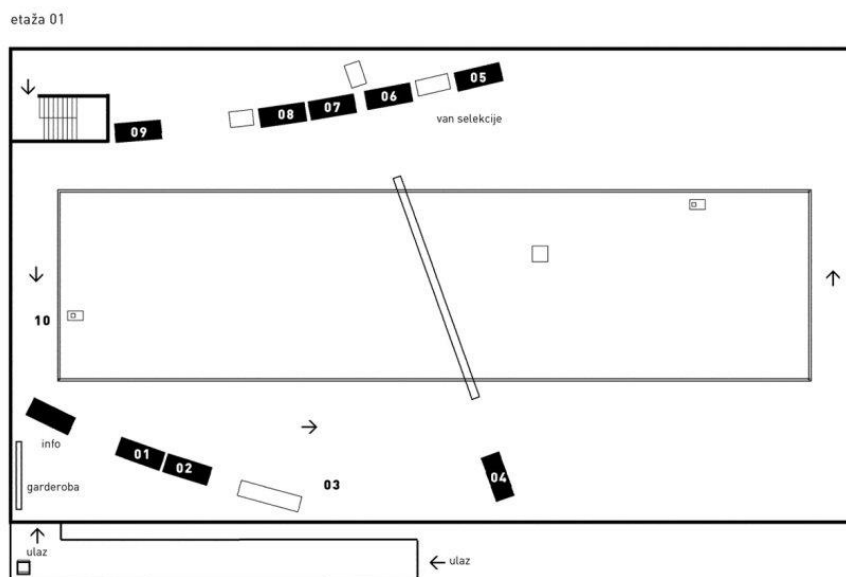 etaža 01
05
06
07
08
09
van selekcije
10
info
01
02
03
04
garderoba
ulaz
ulaz